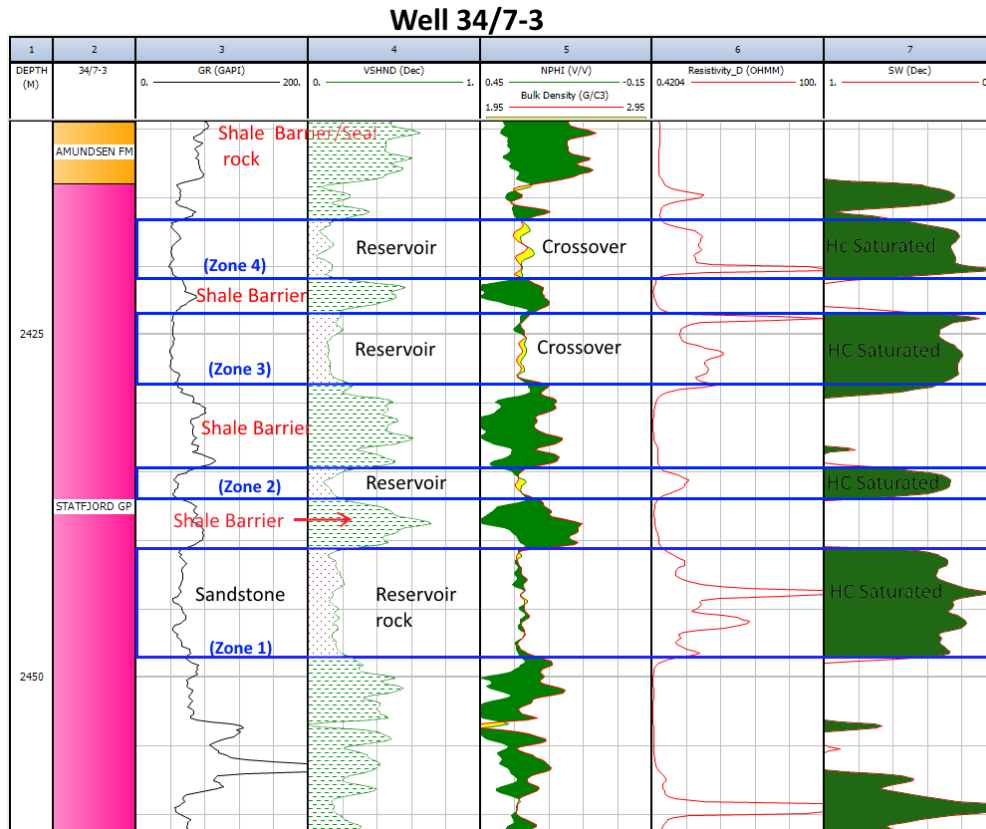 Well 34/7-3
1 2 3 4 5 6 7
DEPTH (M) 34/7-3 GR (GAPI) VSHND (Dec) NPHI (V/V) Resistivity_D (OHMM) SW (Dec)
0. 200. 0. 1. 0.45 -0.15 0.4204 100. 1. 0
Bulk Density (G/C3)
1.95 2.95
Shale Barrier/Seal
rock
AMUNDSEN FM
Reservoir Crossover Hc Saturated
(Zone 4)
Shale Barrier
2425
Reservoir Crossover HC Saturated
(Zone 3)
Shale Barrier
(Zone 2) Reservoir HC Saturated
STATFJORD GP
Shale Barrier
Sandstone Reservoir HC Saturated
rock
(Zone 1)
2450